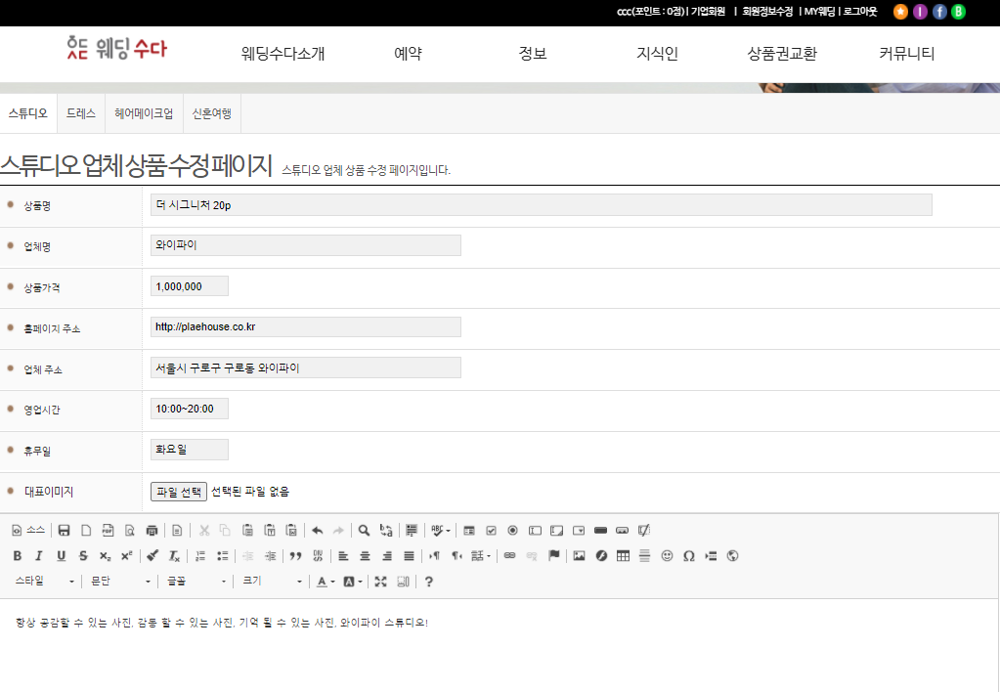 ccc(포인트 : 0점) | 기업회원 | 회원정보수정 | MY웨딩 | 로그아웃
웨딩수다 웨딩수다소개 예약 정보 지식인 상품권교환 커뮤니티
스튜디오 드레스 헤어메이크업 신혼여행
스튜디오 업체 상품 수정 페이지 스튜디오 업체 상품 수정 페이지입니다.
상품명 더 시그니처 20p
업체명 와이파이
상품가격 1,000,000
홈페이지 주소 http://plaehouse.co.kr
업체 주소 서울시 구로구 구로동 와이파이
영업시간 10:00~20:00
휴무일 화요일
대표이미지 파일 선택 선택된 파일 없음
소스
스타일 문단 글꼴 크기
항상 공감할 수 있는 사진, 감동 할 수 있는 사진, 기억 될 수 있는 사진, 와이파이 스튜디오!